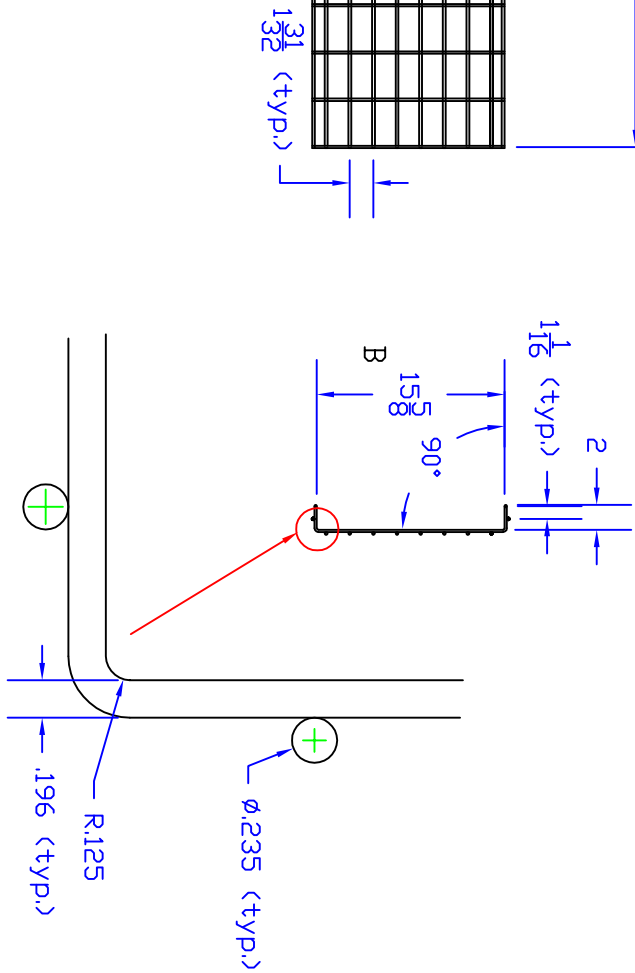 1 31/32 (typ.)
1 1/16 (typ.)
2
B
15 5/8
90°
ø.235 (typ.)
R.125
.196 (typ.)